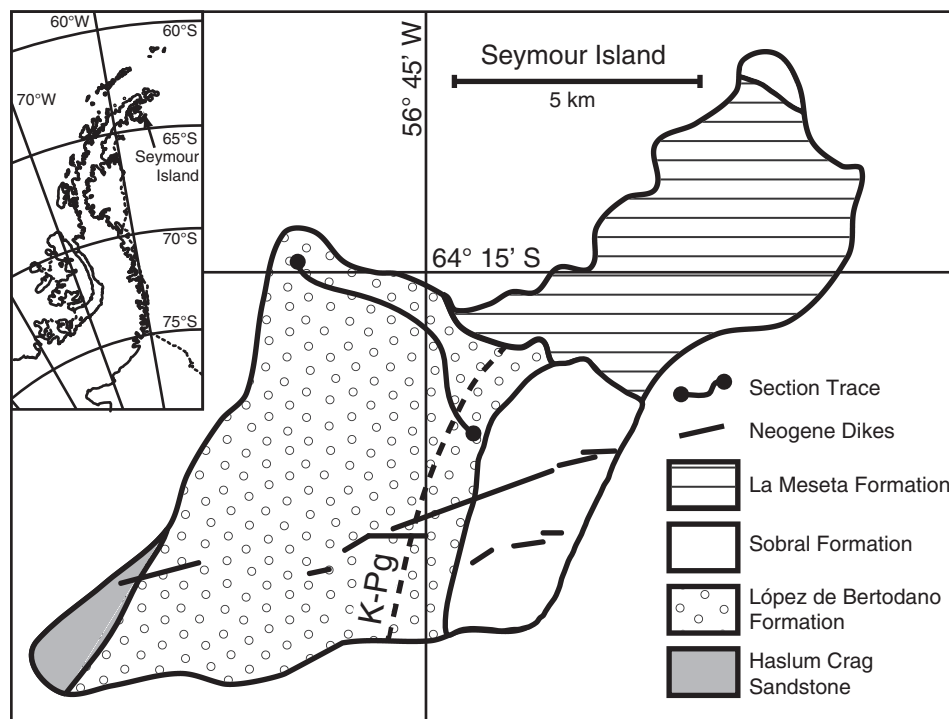 60°W
60°S
70°W
65°S
Seymour
Island
70°S
75°S
56° 45’ W
Seymour Island
5 km
64° 15’ S
K-Pg
Section Trace
Neogene Dikes
La Meseta Formation
Sobral Formation
López de Bertodano
Formation
Haslum Crag
Sandstone